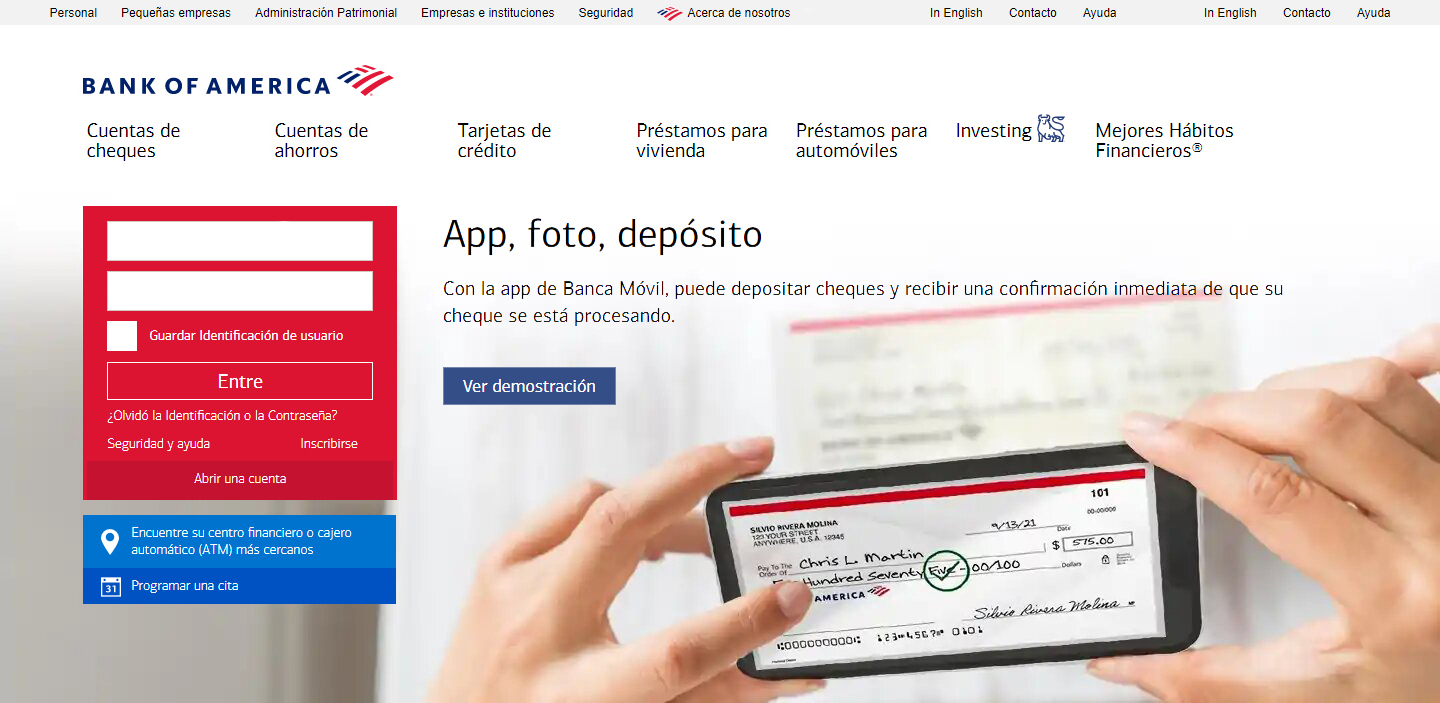 Personal Pequeñas empresas Administración Patrimonial Empresas e instituciones Seguridad Acerca de nosotros In English Contacto Ayuda In English Contacto Ayuda
BANK OF AMERICA
Cuentas de cheques
Cuentas de ahorros
Tarjetas de crédito
Préstamos para vivienda
Préstamos para automóviles
Investing
Mejores Hábitos Financieros®
Guardar Identificación de usuario
Entre
¿Olvidó la Identificación o la Contraseña?
Seguridad y ayuda Inscribirse
Abrir una cuenta
Encuentre su centro financiero o cajero
automático (ATM) más cercanos
31 Programar una cita
App, foto, depósito
Con la app de Banca Móvil, puede depositar cheques y recibir una confirmación inmediata de que su
cheque se está procesando.
Ver demostración
101
00-00/000
SILVIO RIVERA MOLINA
123 YOUR STREET
ANYWHERE, U.S.A. 12345
9/13/21
Date
Pay To The
Order Of
Chris L. Martin
$ 575.00
Hundred Seventy Five - 00/100 Dollars
AMERICA
Silvio Rivera Molina